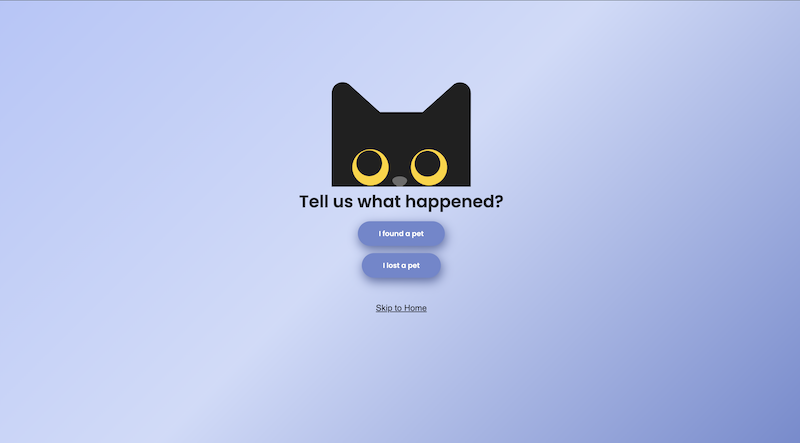 Tell us what happened?
I found a pet
I lost a pet
Skip to Home